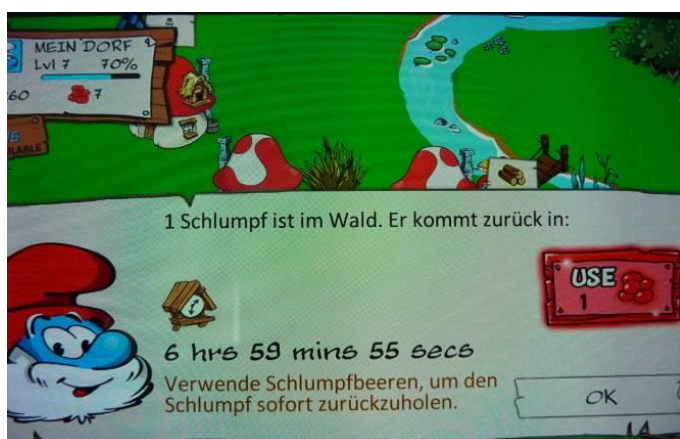 MEIN DORF
Lvl 7 70%
60 7
1 Schlumpf ist im Wald. Er kommt zurück in:
USE
1
6 hrs 59 mins 55 secs
Verwende Schlumpfbeeren, um den
Schlumpf sofort zurückzuholen.
OK